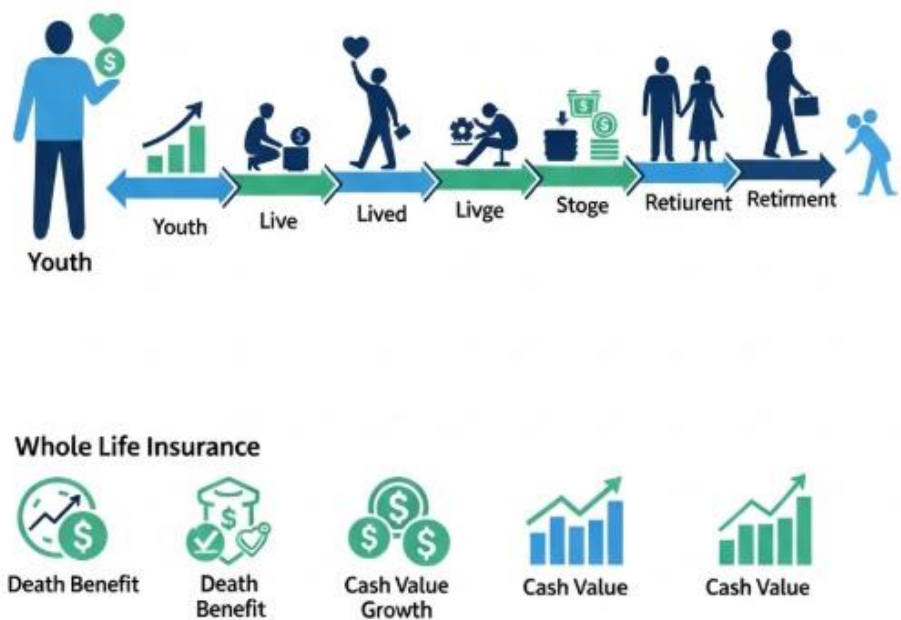 Youth
Youth
Live
Lived
Livge
Stoge
Retiurent
Retirment
Whole Life Insurance
Death Benefit
Death
Benefit
Cash Value
Growth
Cash Value
Cash Value